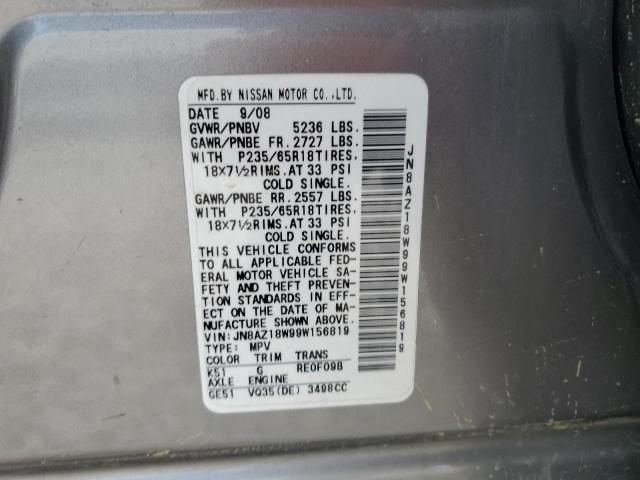 MFD.BY NISSAN MOTOR CO.,LTD.
DATE 9/08
GVWR/PNBV 5236 LBS.
GAWR/PNBE FR. 2727 LBS.
WITH P235/65R18TIRES,
18X7½RIMS.AT 33 PSI
COLD SINGLE.
GAWR/PNBE RR. 2557 LBS.
WITH P235/65R18TIRES,
18X7½RIMS.AT 33 PSI
COLD SINGLE.
THIS VEHICLE CONFORMS
TO ALL APPLICABLE FED-
ERAL MOTOR VEHICLE SA-
FETY AND THEFT PREVEN-
TION STANDARDS IN EFF-
ECT ON THE DATE OF MA-
NUFACTURE SHOWN ABOVE.
VIN: JN8AZ18W99W156819
TYPE: MPV
COLOR TRIM TRANS
K51 G RE0F09B
AXLE ENGINE
GE51 VQ35(DE) 3498CC
JN8AZ18W99W156819